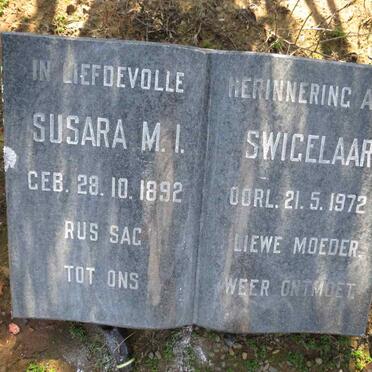 IN LIEFDEVOLLE HERINNERING A
SUSARA M. I. SWIGELAAR
GEB. 28. 10. 1892 OORL. 21. 5. 1972
RUS SAG LIEWE MOEDER.
TOT ONS WEER ONTMOET.